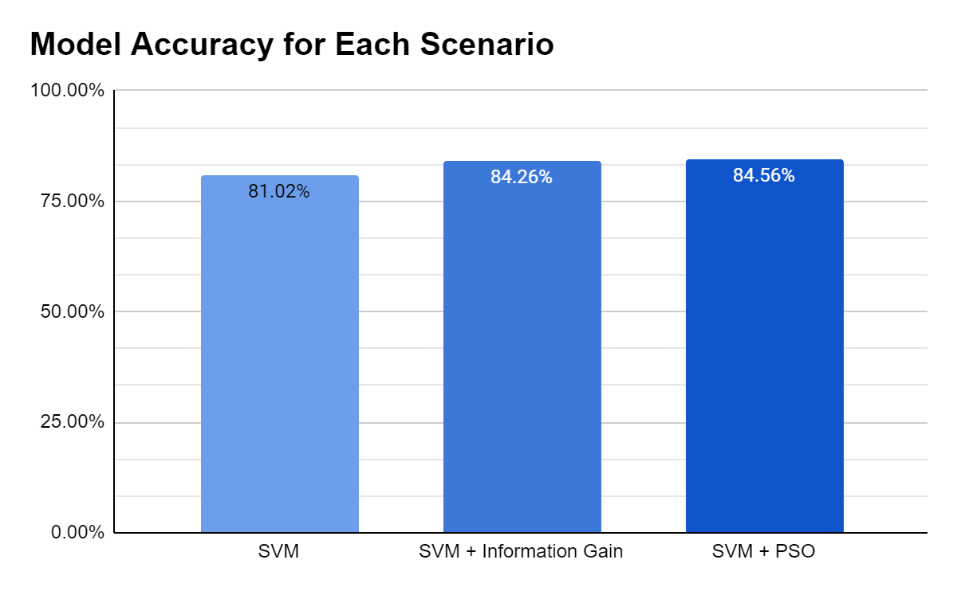 Model Accuracy for Each Scenario
100.00%
75.00%
50.00%
25.00%
0.00%
81.02%
84.26%
84.56%
SVM
SVM + Information Gain
SVM + PSO